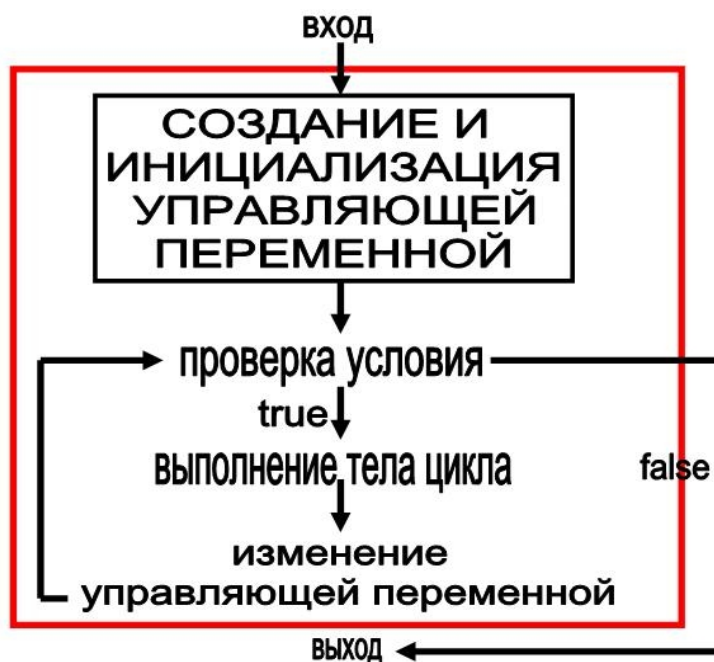 вход
СОЗДАНИЕ И
ИНИЦИАЛИЗАЦИЯ
УПРАВЛЯЮЩЕЙ
ПЕРЕМЕННОЙ
проверка условия
true
выполнение тела цикла
false
изменение
управляющей переменной
выход